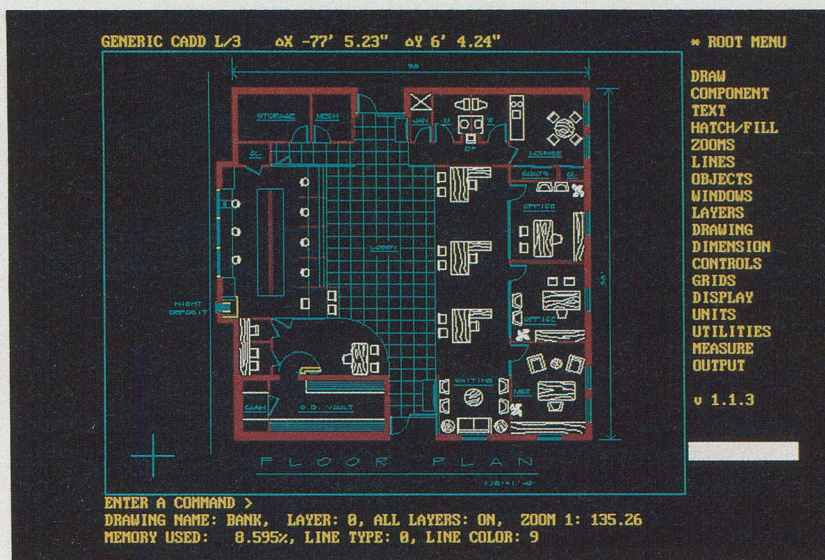 GENERIC CADD L/3 △X -77' 5.23" △Y 6' 4.24"
* ROOT MENU
DRAW
COMPONENT
TEXT
HATCH/FILL
ZOOMS
LINES
OBJECTS
WINDOWS
LAYERS
DRAWING
DIMENSION
CONTROLS
GRIDS
DISPLAY
UNITS
UTILITIES
MEASURE
OUTPUT
v 1.1.3
STORAGE
MECH
JAN
LOUNGE
COATS
CL
OFFICE
LOBBY
NIGHT
DEPOSIT
OFFICE
WAITING
MGR
CASH
S.D. VAULT
FLOOR PLAN
ENTER A COMMAND >
DRAWING NAME: BANK, LAYER: 0, ALL LAYERS: ON, ZOOM 1: 135.26
MEMORY USED: 8.595%, LINE TYPE: 0, LINE COLOR: 9